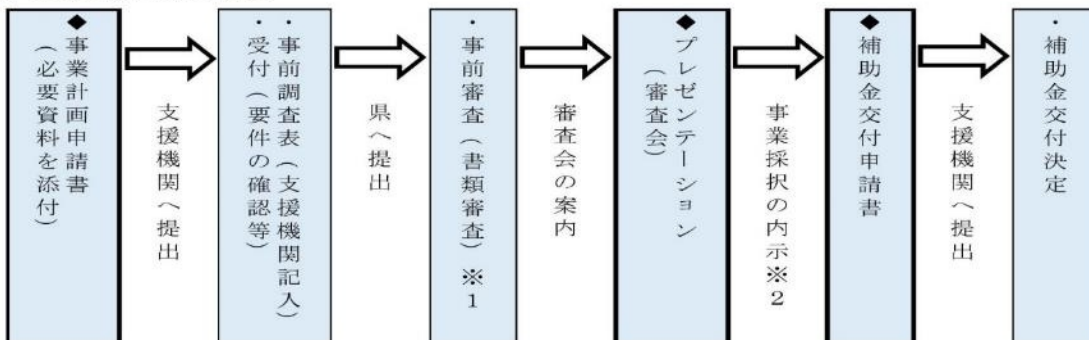 ◆事業計画申請書
（必要資料を添付）
支援機関へ提出
・事前調査表（支援機関記入）
・受付（要件の確認等）
県へ提出
・事前審査（書類審査）※1
審査会の案内
◆プレゼンテーション
（審査会）
事業採択の内示※2
◆補助金交付申請書
支援機関へ提出
・補助金交付決定